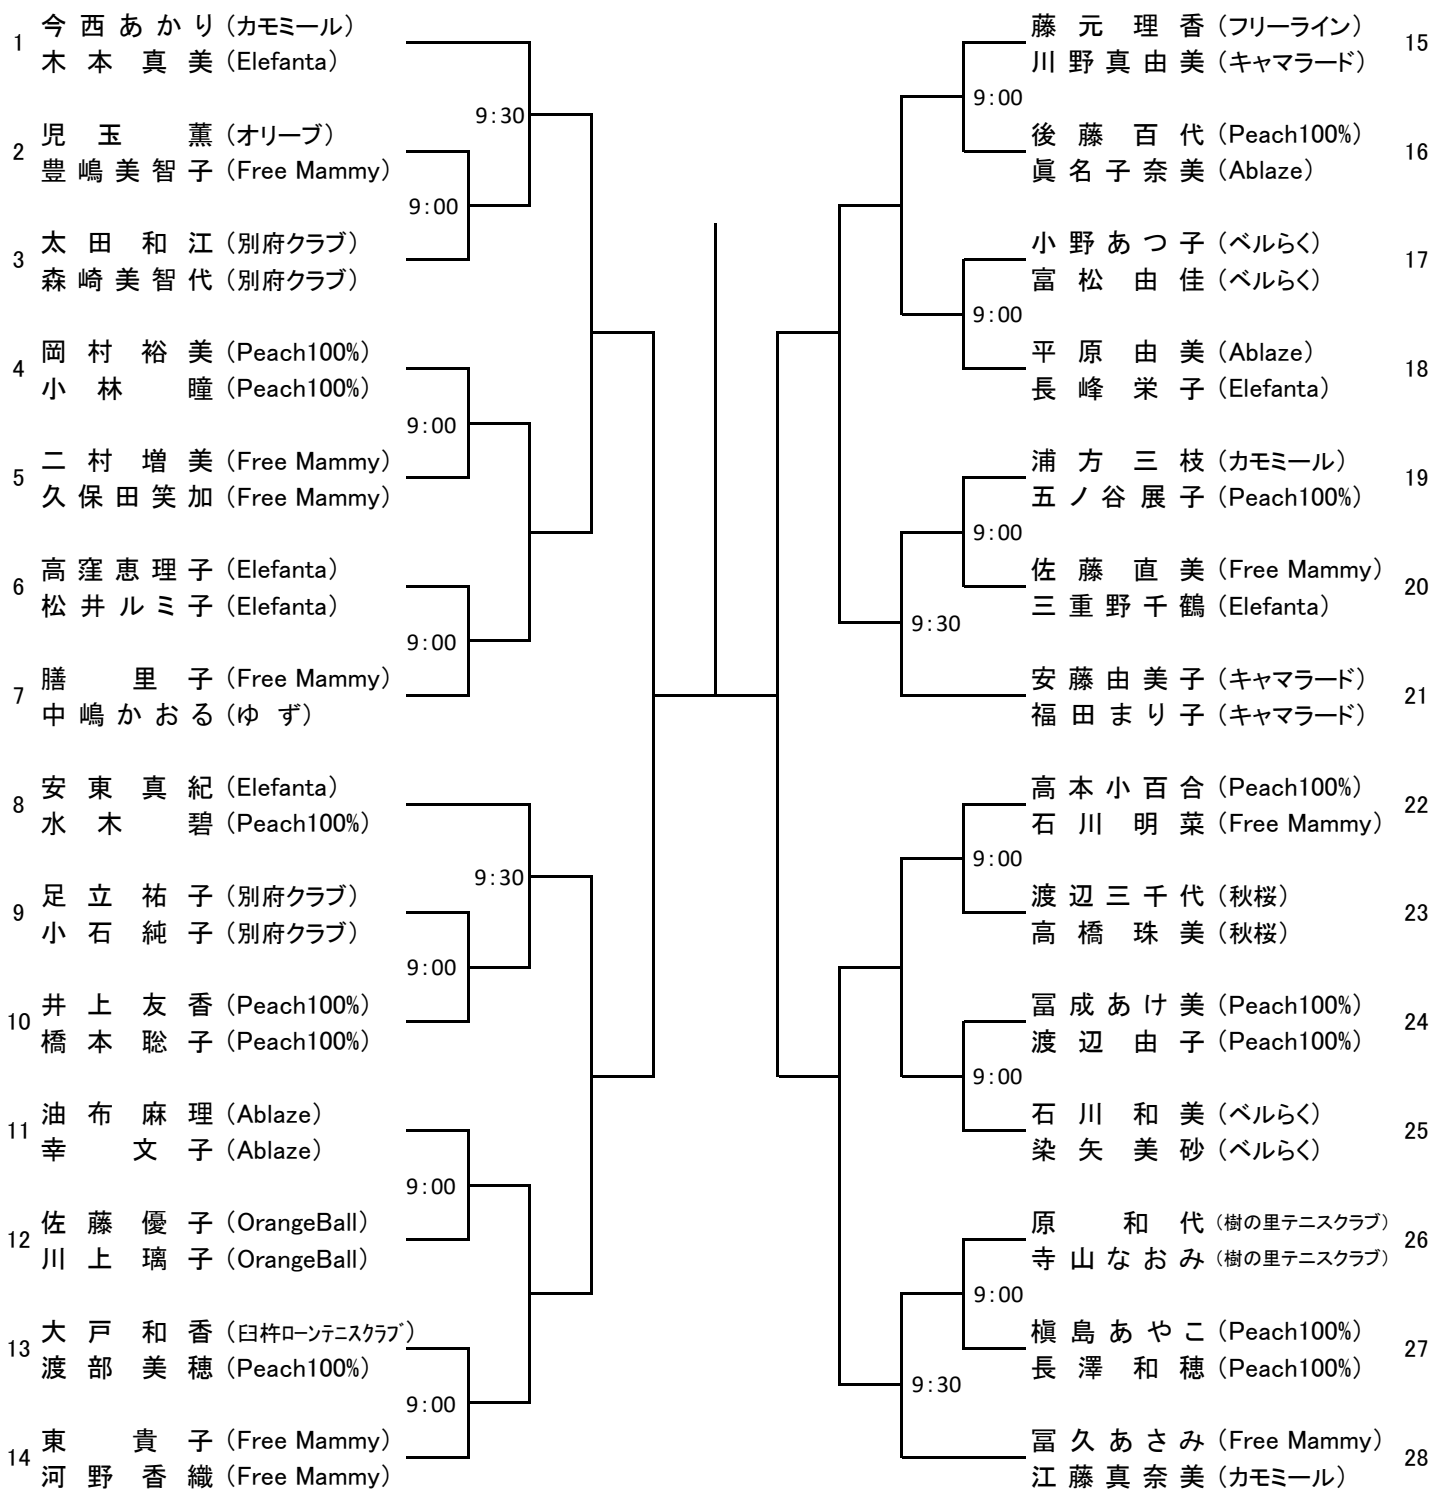 1
今西あかり（カモミール）
木本真美（Elefanta）
9:30
2
児玉薫（オリーブ）
豊嶋美智子（Free Mammy）
9:00
3
太田和江（別府クラブ）
森崎美智代（別府クラブ）
4
岡村裕美（Peach100%）
小林瞳（Peach100%）
9:00
5
二村増美（Free Mammy）
久保田笑加（Free Mammy）
6
高窪恵理子（Elefanta）
松井ルミ子（Elefanta）
9:00
7
膳里子（Free Mammy）
中嶋かおる（ゆず）
8
安東真紀（Elefanta）
水木碧（Peach100%）
9:30
9
足立祐子（別府クラブ）
小石純子（別府クラブ）
9:00
10
井上友香（Peach100%）
橋本聡子（Peach100%）
11
油布麻理（Ablaze）
幸文子（Ablaze）
9:00
12
佐藤優子（OrangeBall）
川上璃子（OrangeBall）
13
大戸和香（臼杵ローンテニスクラブ）
渡部美穂（Peach100%）
9:00
14
東貴子（Free Mammy）
河野香織（Free Mammy）
藤元理香（フリーライン）
川野真由美（キャマラード）
15
9:00
後藤百代（Peach100%）
眞名子奈美（Ablaze）
16
小野あつ子（ベルらく）
富松由佳（ベルらく）
17
9:00
平原由美（Ablaze）
長峰栄子（Elefanta）
18
浦方三枝（カモミール）
五ノ谷展子（Peach100%）
19
9:00
佐藤直美（Free Mammy）
三重野千鶴（Elefanta）
20
9:30
安藤由美子（キャマラード）
福田まり子（キャマラード）
21
高本小百合（Peach100%）
石川明菜（Free Mammy）
22
9:00
渡辺三千代（秋桜）
高橋珠美（秋桜）
23
冨成あけ美（Peach100%）
渡辺由子（Peach100%）
24
9:00
石川和美（ベルらく）
染矢美砂（ベルらく）
25
原和代（樹の里テニスクラブ）
寺山なおみ（樹の里テニスクラブ）
26
9:00
槇島あやこ（Peach100%）
長澤和穂（Peach100%）
27
9:30
冨久あさみ（Free Mammy）
江藤真奈美（カモミール）
28